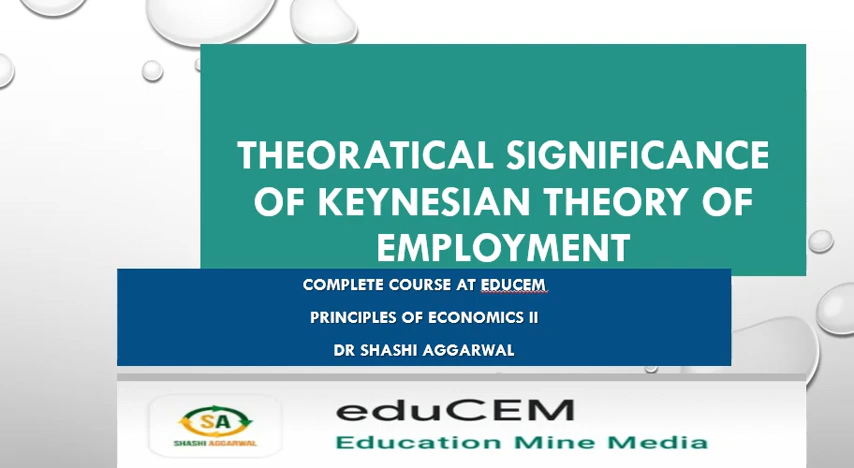 THEORATICAL SIGNIFICANCE
OF KEYNESIAN THEORY OF
EMPLOYMENT
COMPLETE COURSE AT EDUCEM
PRINCIPLES OF ECONOMICS II
DR SHASHI AGGARWAL
SA
SHASHI AGGARWAL
eduCEM
Education Mine Media